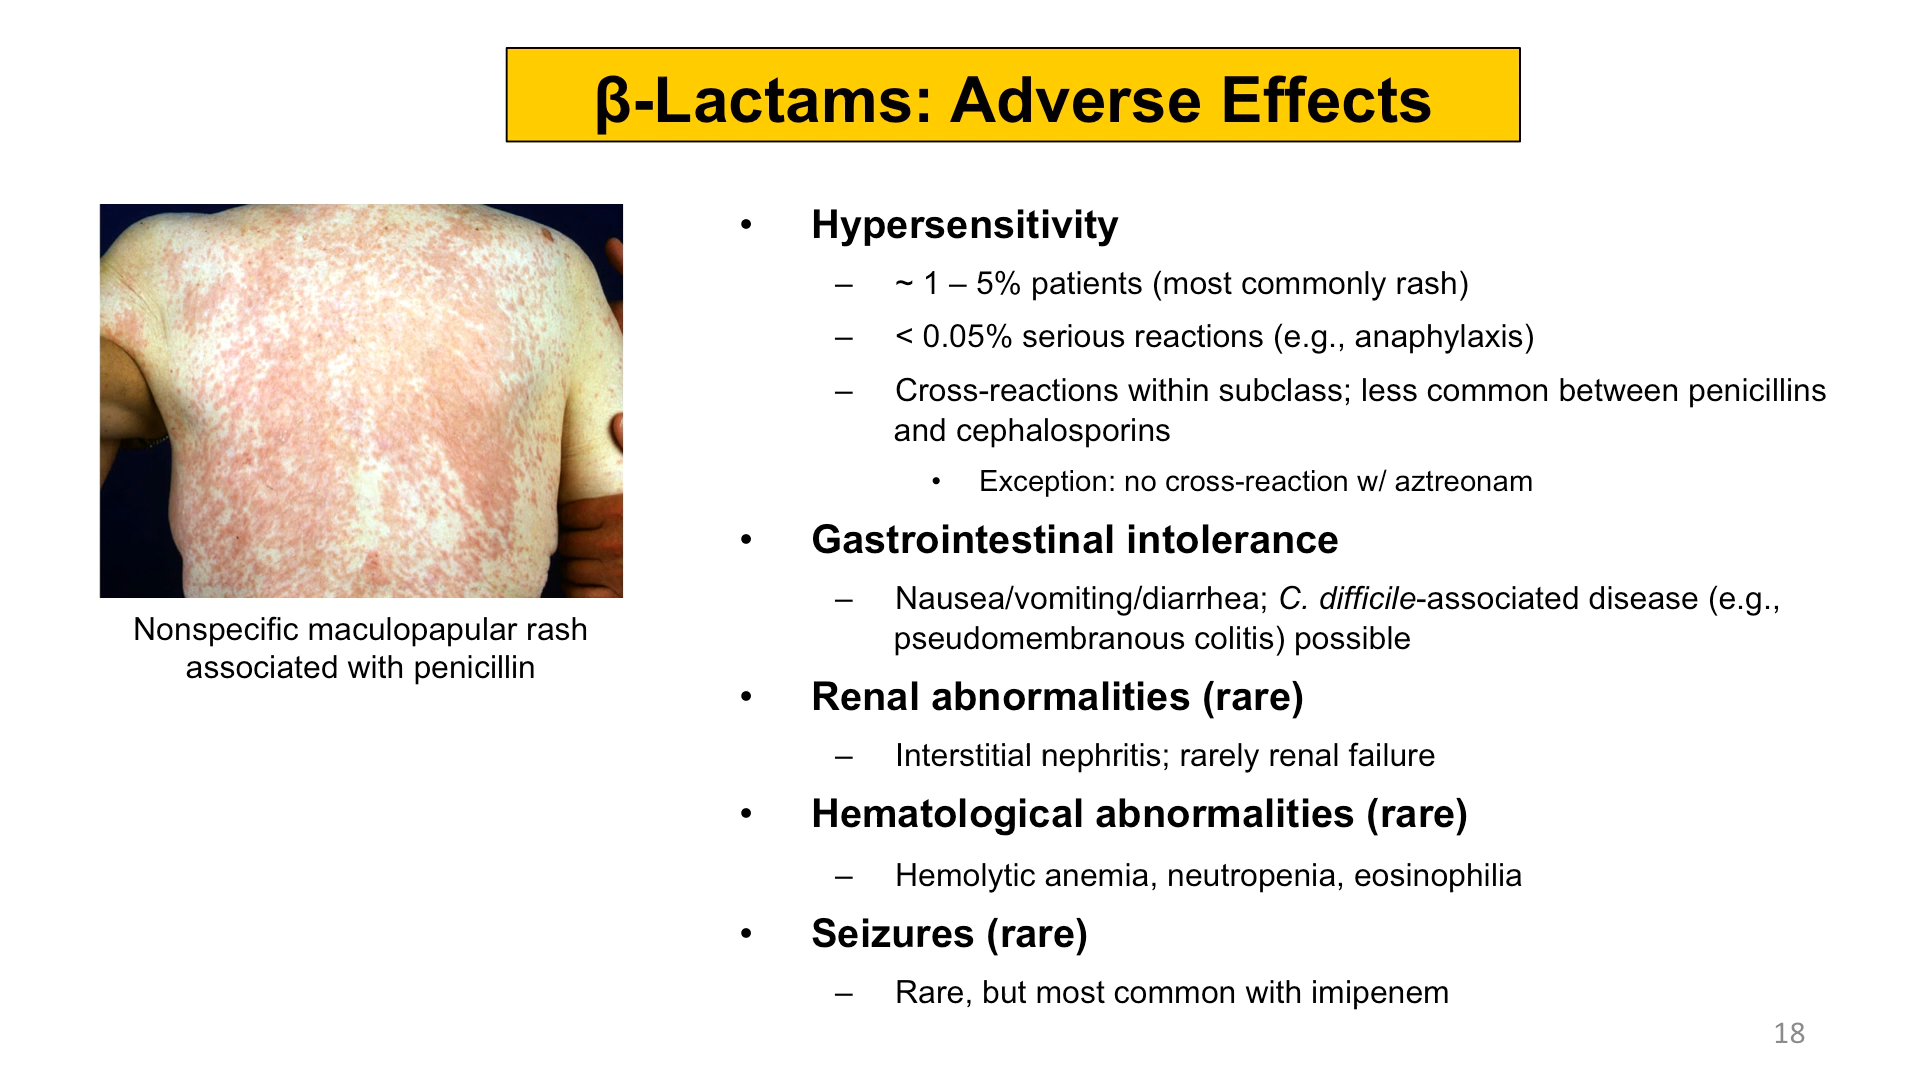 β-Lactams: Adverse Effects
Nonspecific maculopapular rash
associated with penicillin
• Hypersensitivity
– ~ 1 – 5% patients (most commonly rash)
– < 0.05% serious reactions (e.g., anaphylaxis)
– Cross-reactions within subclass; less common between penicillins
and cephalosporins
• Exception: no cross-reaction w/ aztreonam
• Gastrointestinal intolerance
– Nausea/vomiting/diarrhea; C. difficile-associated disease (e.g.,
pseudomembranous colitis) possible
• Renal abnormalities (rare)
– Interstitial nephritis; rarely renal failure
• Hematological abnormalities (rare)
– Hemolytic anemia, neutropenia, eosinophilia
• Seizures (rare)
– Rare, but most common with imipenem
18